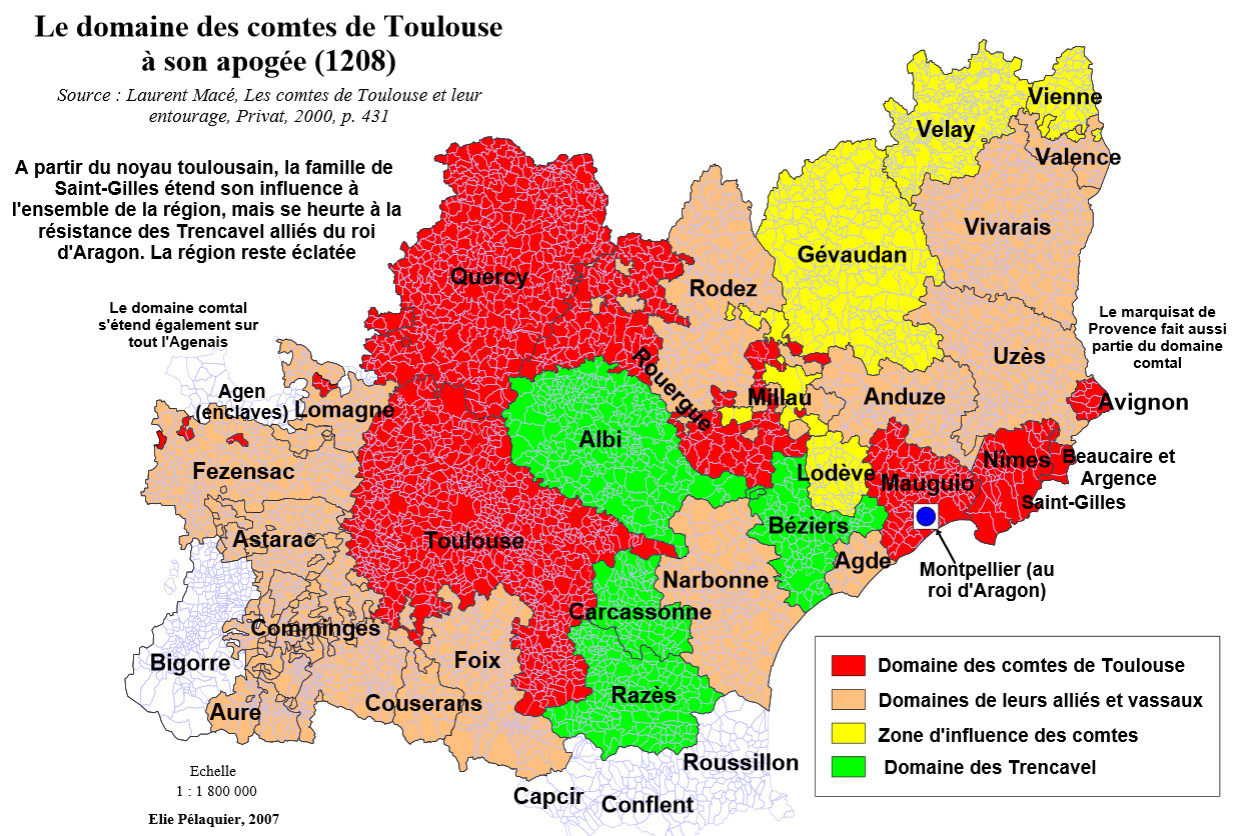 Le domaine des comtes de Toulouse
à son apogée (1208)
Source : Laurent Macé, Les comtes de Toulouse et leur
entourage, Privat, 2000, p. 431
A partir du noyau toulousain, la famille de
Saint-Gilles étend son influence à
l'ensemble de la région, mais se heurte à la
résistance des Trencavel alliés du roi
d'Aragon. La région reste éclatée
Le domaine comtal
s'étend également sur
tout l'Agenais
Vienne
Velay
Valence
Vivarais
Gévaudan
Quercy
Rodez
Le marquisat de
Provence fait aussi
partie du domaine
comtal
Uzès
Rouergue
Agen
(enclaves)
Lomagne
Millau
Anduze
Avignon
Albi
Fezensac
Lodève
Mauguio
Nîmes
Beaucaire et
Argence
Saint-Gilles
Astarac
Toulouse
Béziers
Agde
Montpellier (au
roi d'Aragon)
Narbonne
Carcassonne
Comminges
Bigorre
Foix
Couserans
Razès
Aure
Roussillon
Capcir
Conflent
Domaine des comtes de Toulouse
Domaines de leurs alliés et vassaux
Zone d'influence des comtes
Domaine des Trencavel
Echelle
1 : 1 800 000
Elie Pélaquier, 2007